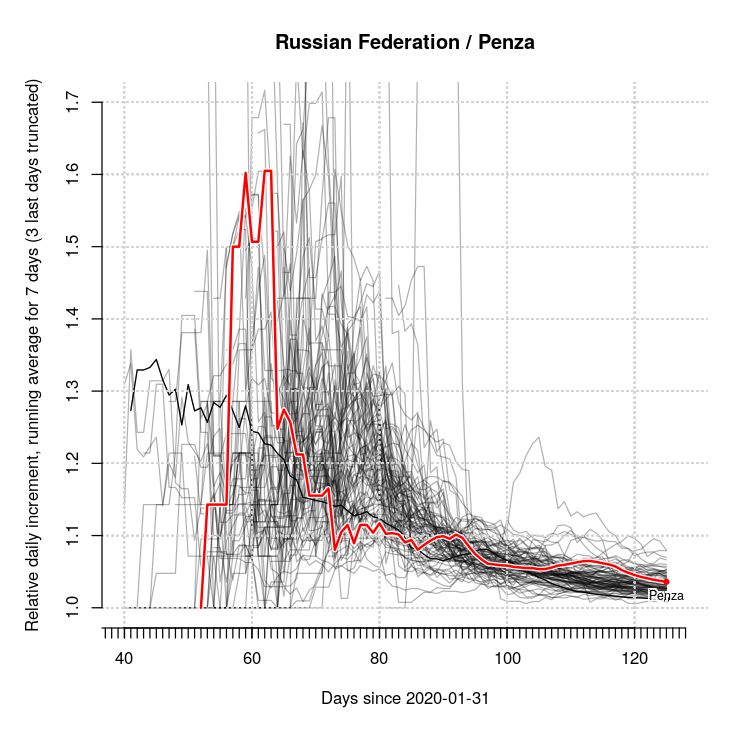 Russian Federation / Penza
Relative daily increment, running average for 7 days (3 last days truncated)
1.7
1.6
1.5
1.4
1.3
1.2
1.1
1.0
Penza
40 60 80 100 120
Days since 2020-01-31